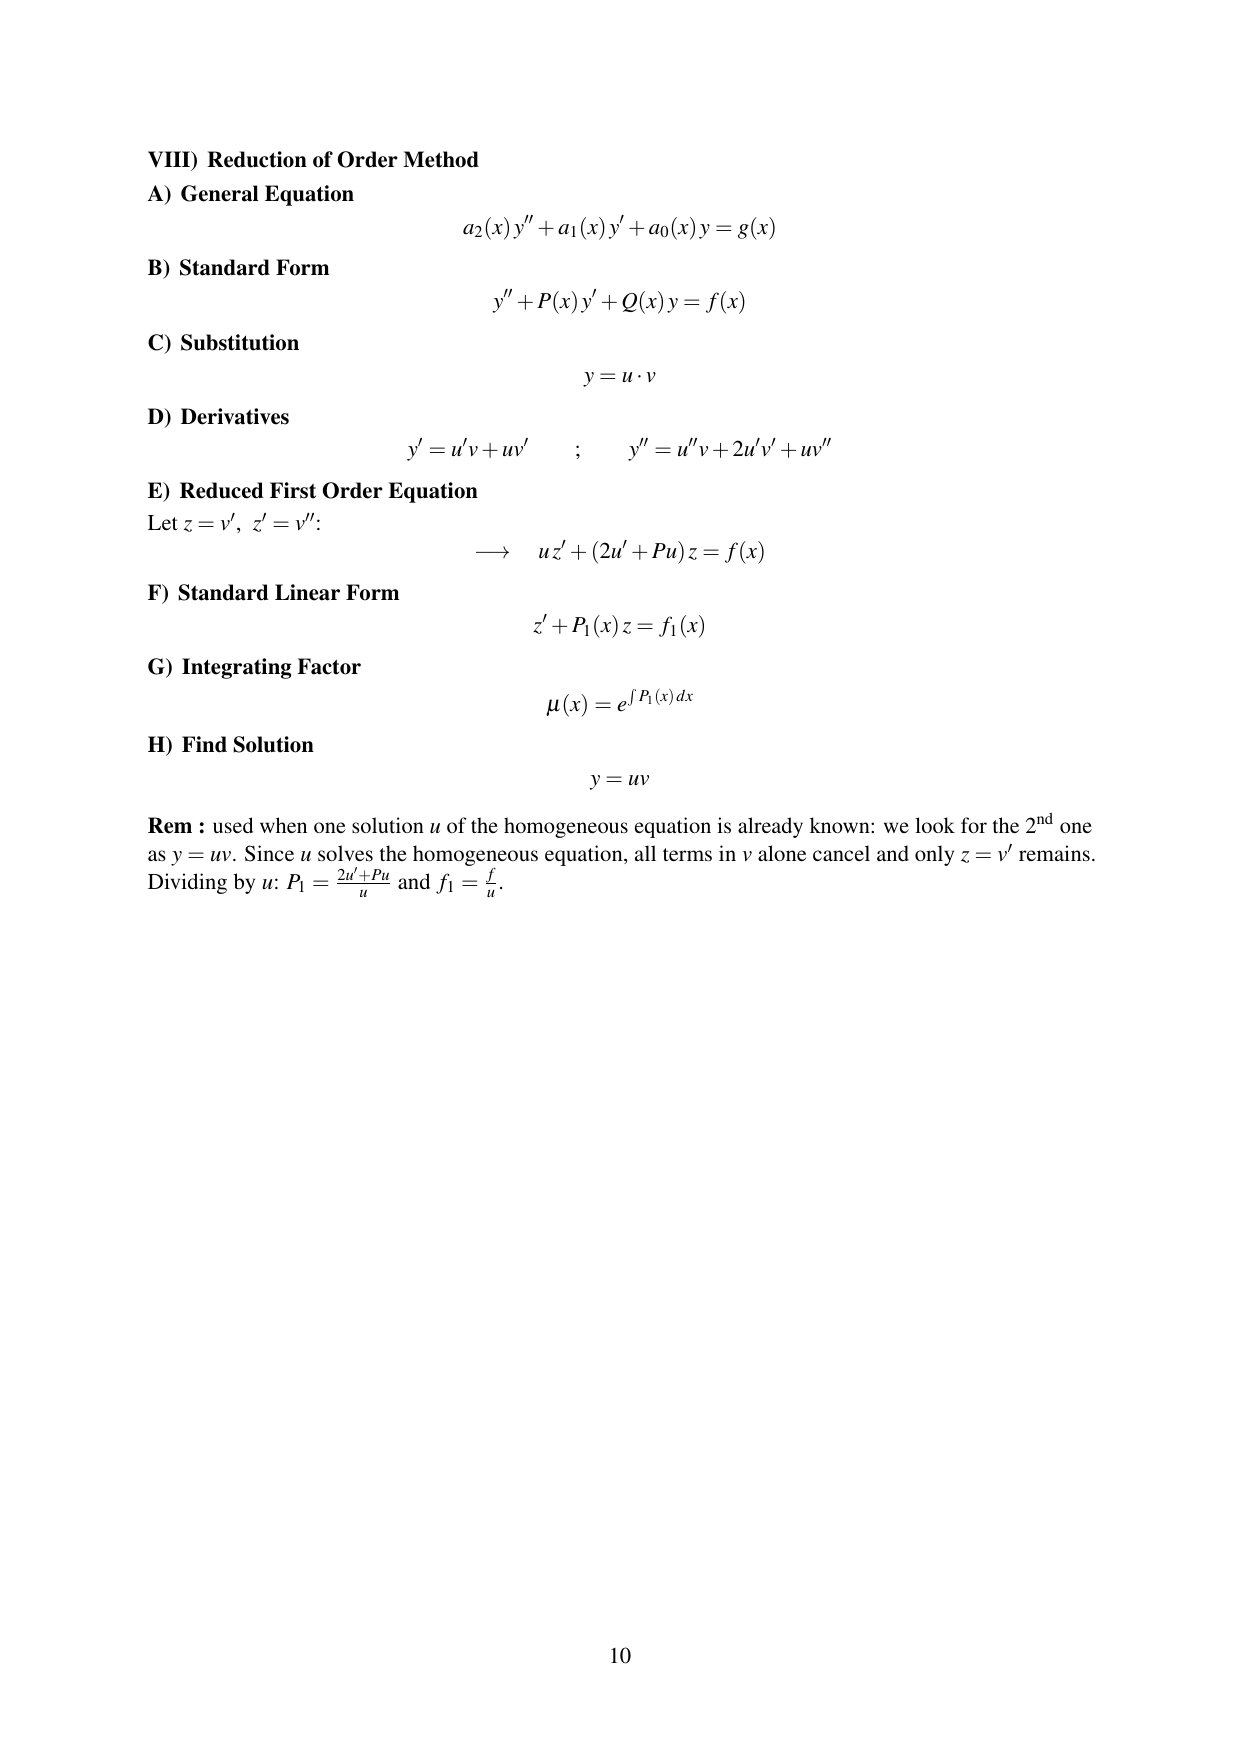 VIII) Reduction of Order Method
A) General Equation
a₂(x) y″ + a₁(x) y′ + a₀(x) y = g(x)
B) Standard Form
y″ + P(x) y′ + Q(x) y = f(x)
C) Substitution
y = u · v
D) Derivatives
y′ = u′v + uv′ ; y″ = u″v + 2u′v′ + uv″
E) Reduced First Order Equation
Let z = v′, z′ = v″:
⟶ u z′ + (2u′ + Pu) z = f(x)
F) Standard Linear Form
z′ + P₁(x) z = f₁(x)
G) Integrating Factor
μ(x) = e^{∫ P₁(x) dx}
H) Find Solution
y = uv
Rem : used when one solution u of the homogeneous equation is already known: we look for the 2nd one
as y = uv. Since u solves the homogeneous equation, all terms in v alone cancel and only z = v′ remains.
Dividing by u: P₁ = (2u′+Pu)/u and f₁ = f/u.
10